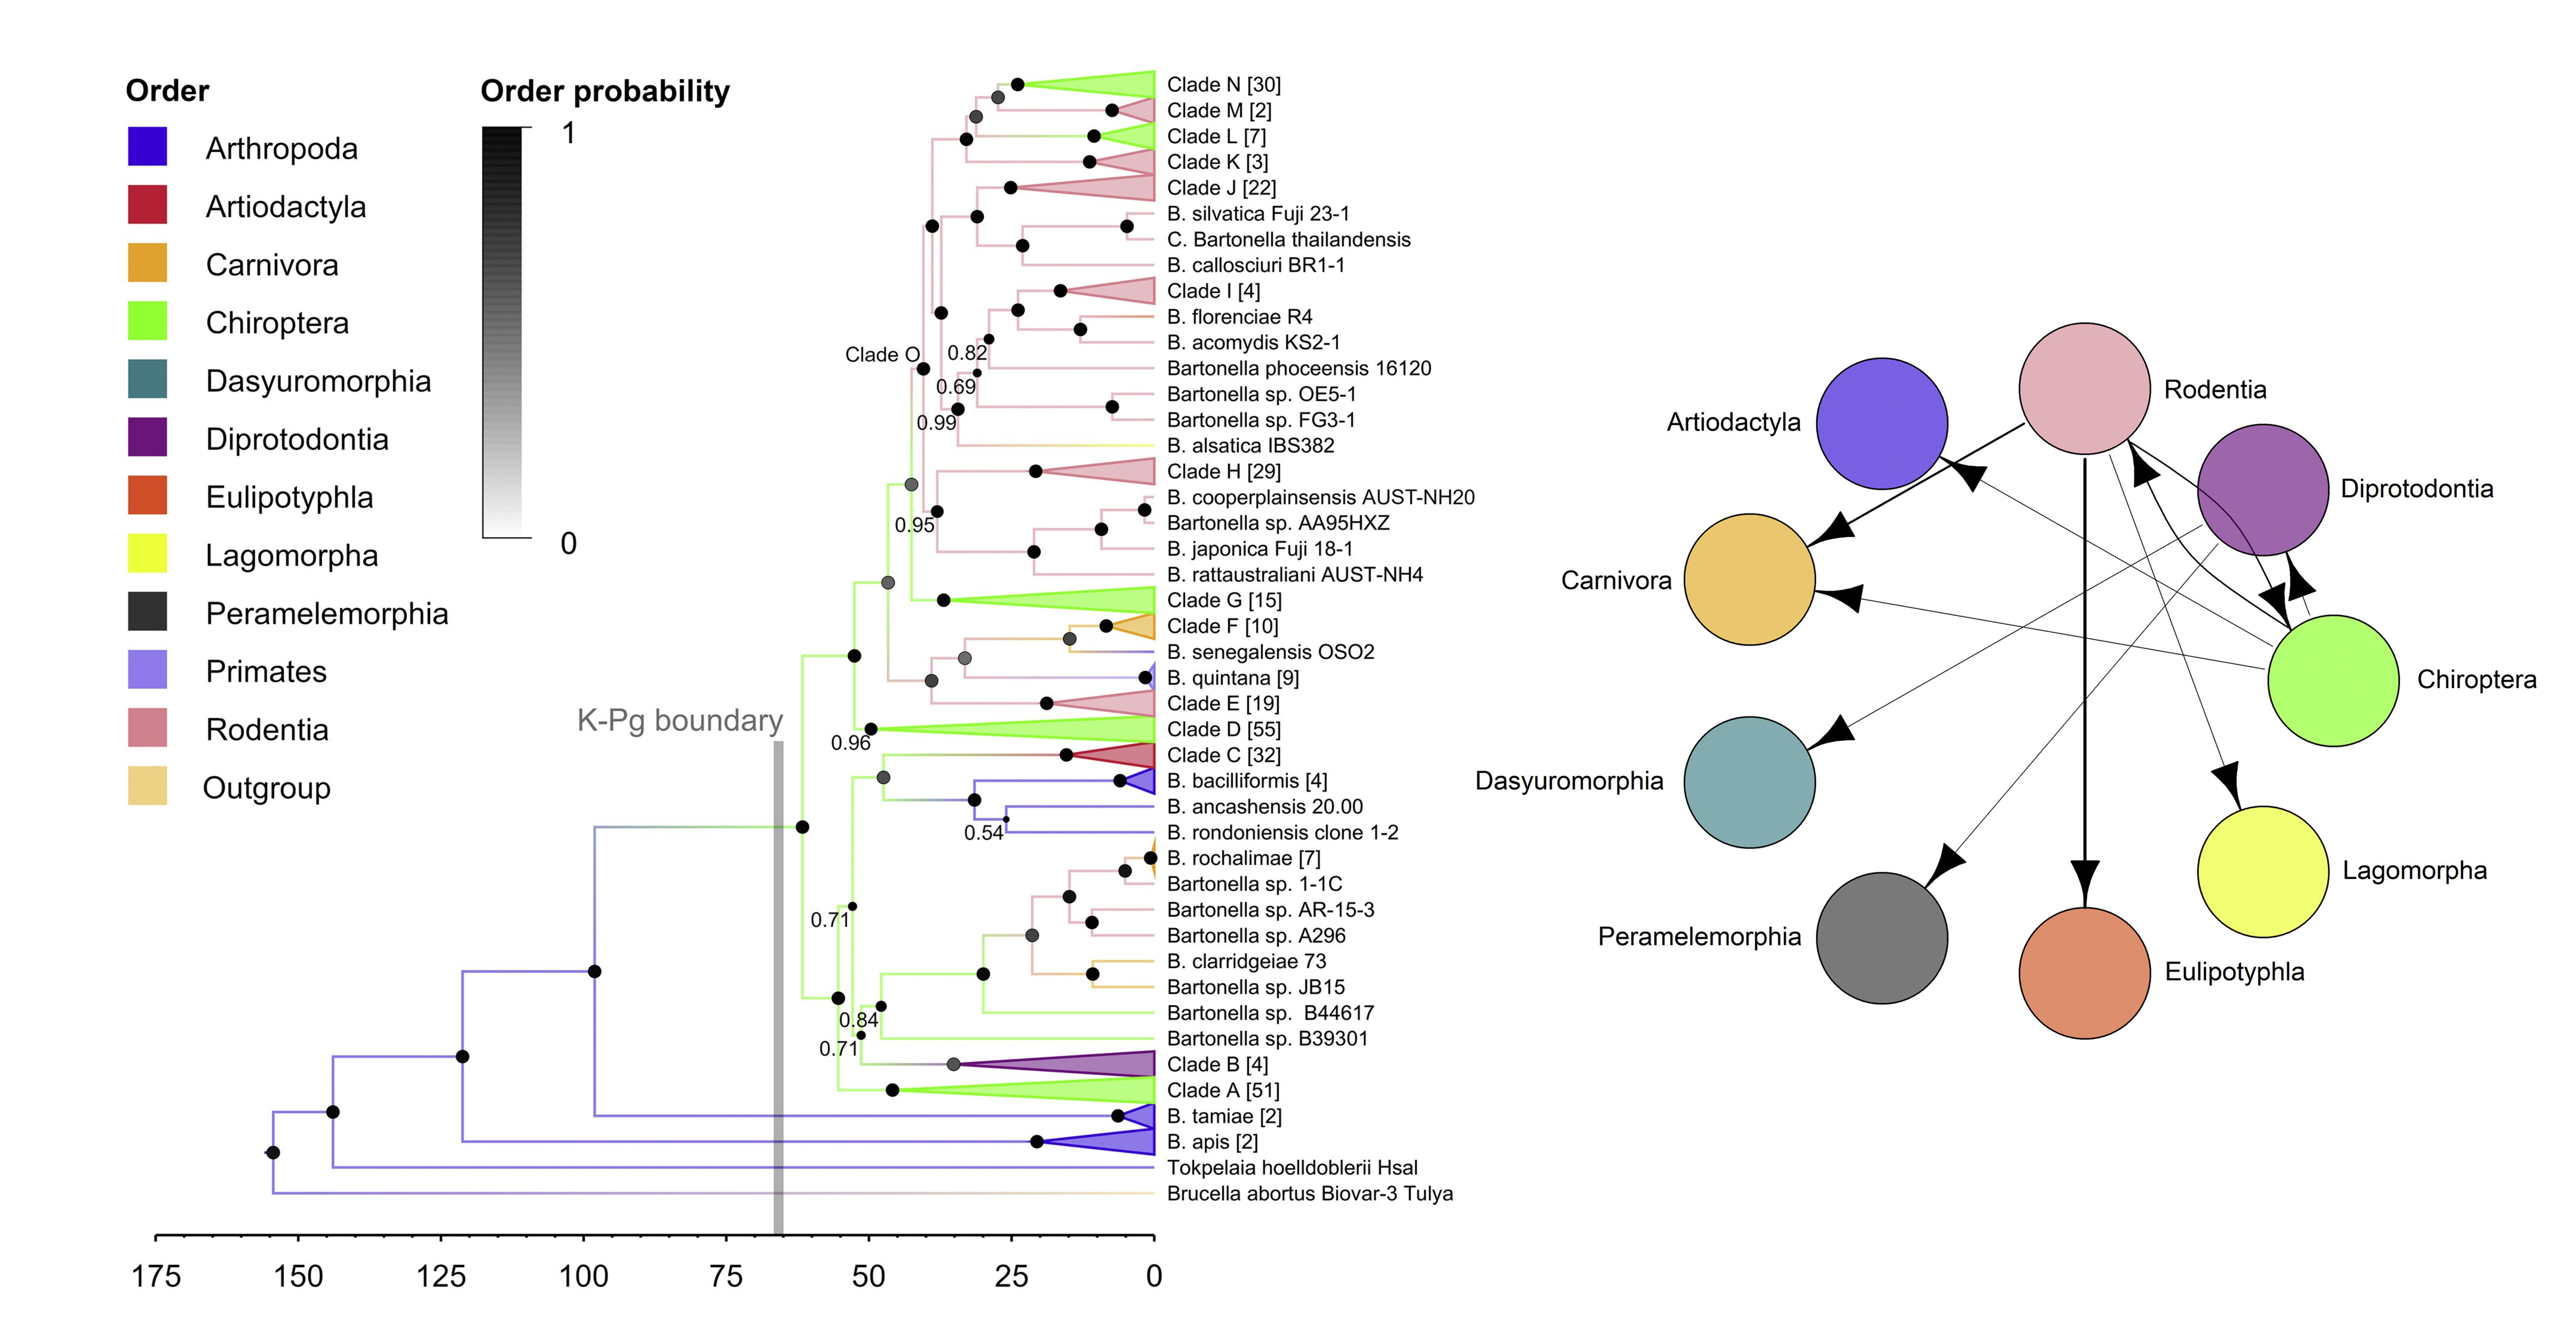 Order
Arthropoda
Artiodactyla
Carnivora
Chiroptera
Dasyuromorphia
Diprotodontia
Eulipotyphla
Lagomorpha
Peramelemorphia
Primates
Rodentia
Outgroup
Order probability
1
0
Clade N [30]
Clade M [2]
Clade L [7]
Clade K [3]
Clade J [22]
B. silvatica Fuji 23-1
C. Bartonella thailandensis
B. callosciuri BR1-1
Clade I [4]
B. florenciae R4
B. acomydis KS2-1
Bartonella phoceensis 16120
Bartonella sp. OE5-1
Bartonella sp. FG3-1
B. alsatica IBS382
Clade H [29]
B. cooperplainsensis AUST-NH20
Bartonella sp. AA95HXZ
B. japonica Fuji 18-1
B. rattaustraliani AUST-NH4
Clade G [15]
Clade F [10]
B. senegalensis OSO2
B. quintana [9]
Clade E [19]
Clade D [55]
Clade C [32]
B. bacilliformis [4]
B. ancashensis 20.00
B. rondoniensis clone 1-2
B. rochalimae [7]
Bartonella sp. 1-1C
Bartonella sp. AR-15-3
Bartonella sp. A296
B. clarridgeiae 73
Bartonella sp. JB15
Bartonella sp. B44617
Bartonella sp. B39301
Clade B [4]
Clade A [51]
B. tamiae [2]
B. apis [2]
Tokpelaia hoelldoblerii Hsal
Brucella abortus Biovar-3 Tulya
Clade O
0.82
0.69
0.99
0.95
0.96
0.54
0.71
0.84
0.71
K-Pg boundary
175 150 125 100 75 50 25 0
Rodentia
Artiodactyla
Diprotodontia
Carnivora
Chiroptera
Dasyuromorphia
Lagomorpha
Peramelemorphia
Eulipotyphla